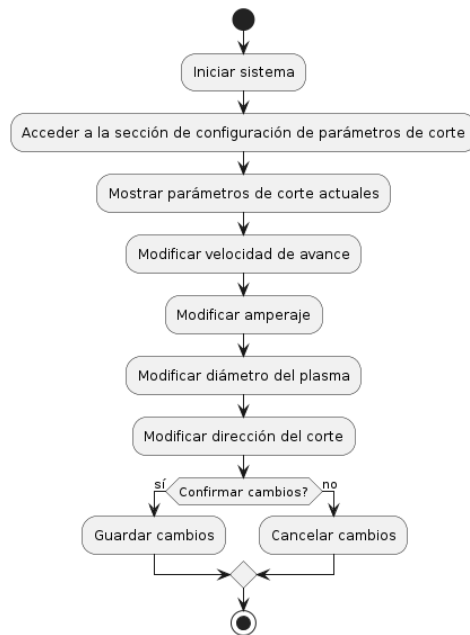 Iniciar sistema
Acceder a la sección de configuración de parámetros de corte
Mostrar parámetros de corte actuales
Modificar velocidad de avance
Modificar amperaje
Modificar diámetro del plasma
Modificar dirección del corte
sí
Confirmar cambios?
no
Guardar cambios
Cancelar cambios